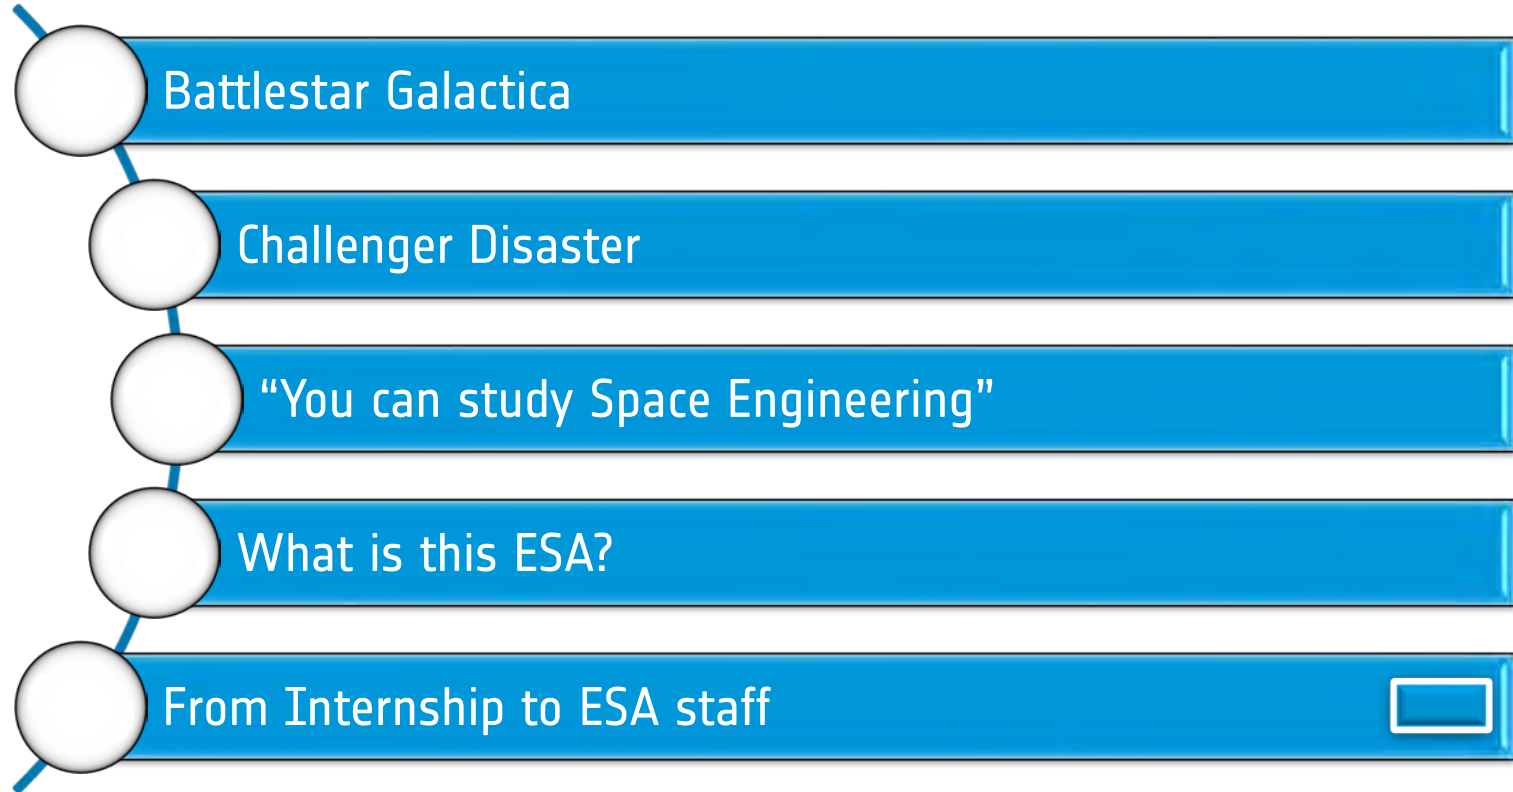 Battlestar Galactica
Challenger Disaster
“You can study Space Engineering”
What is this ESA?
From Internship to ESA staff